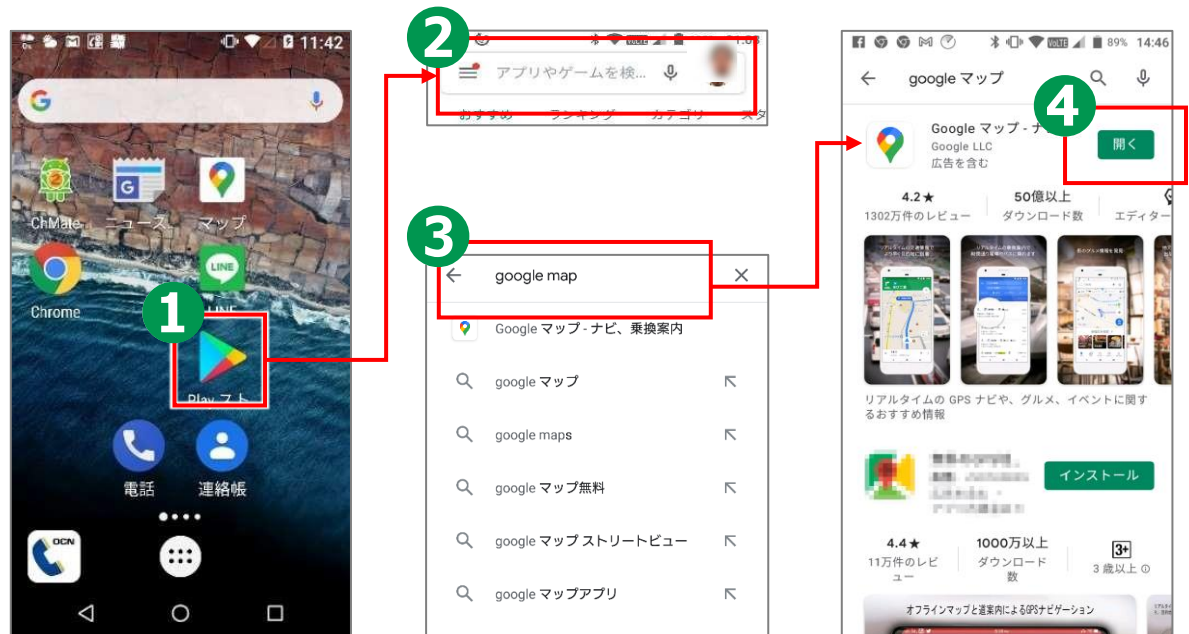 11:42
G
ChMate
ニュース
マップ
Chrome
LINE
1
Play スト
電話
連絡帳
OCN
2
アプリやゲームを検...
おすすめ
ランキング
カテゴリ
スタ
3
google map
Google マップ - ナビ、乗換案内
google マップ
google maps
google マップ無料
google マップ ストリートビュー
google マップアプリ
89% 14:46
google マップ
4
Google マップ - ナ
Google LLC
広告を含む
開く
4.2★
1302万件のレビュー
50億以上
ダウンロード数
エディター
リアルタイムの GPS ナビや、グルメ、イベントに関す
るおすすめ情報
インストール
4.4★
11万件のレビ
ュー
1000万以上
ダウンロード
数
3+
3 歳以上
オフラインマップと道案内によるGPSナビゲーション